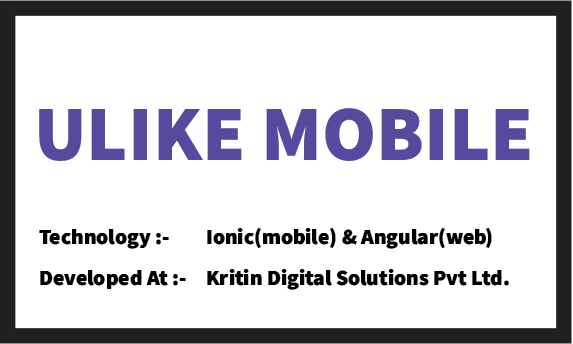 ULIKE MOBILE
Technology :- Ionic(mobile) & Angular(web)
Developed At :- Kritin Digital Solutions Pvt Ltd.